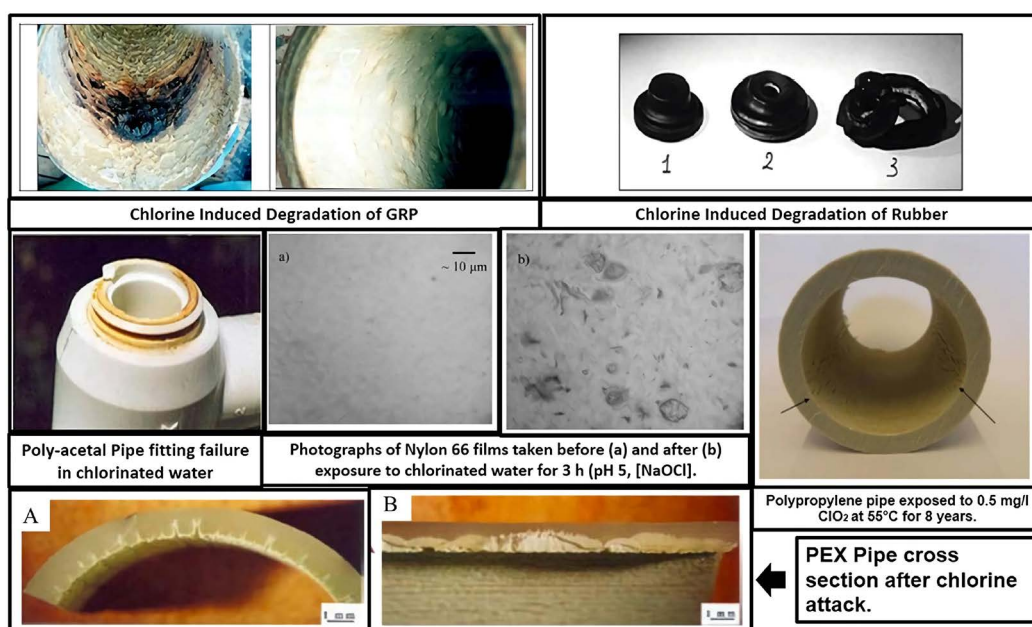 1 2 3
Chlorine Induced Degradation of GRP
Chlorine Induced Degradation of Rubber
a)
~ 10 µm
b)
Poly-acetal Pipe fitting failure
in chlorinated water
Photographs of Nylon 66 films taken before (a) and after (b)
exposure to chlorinated water for 3 h (pH 5, [NaOCl].
Polypropylene pipe exposed to 0.5 mg/l
ClO₂ at 55°C for 8 years.
A
1 mm
B
1 mm
PEX Pipe cross
section after chlorine
attack.